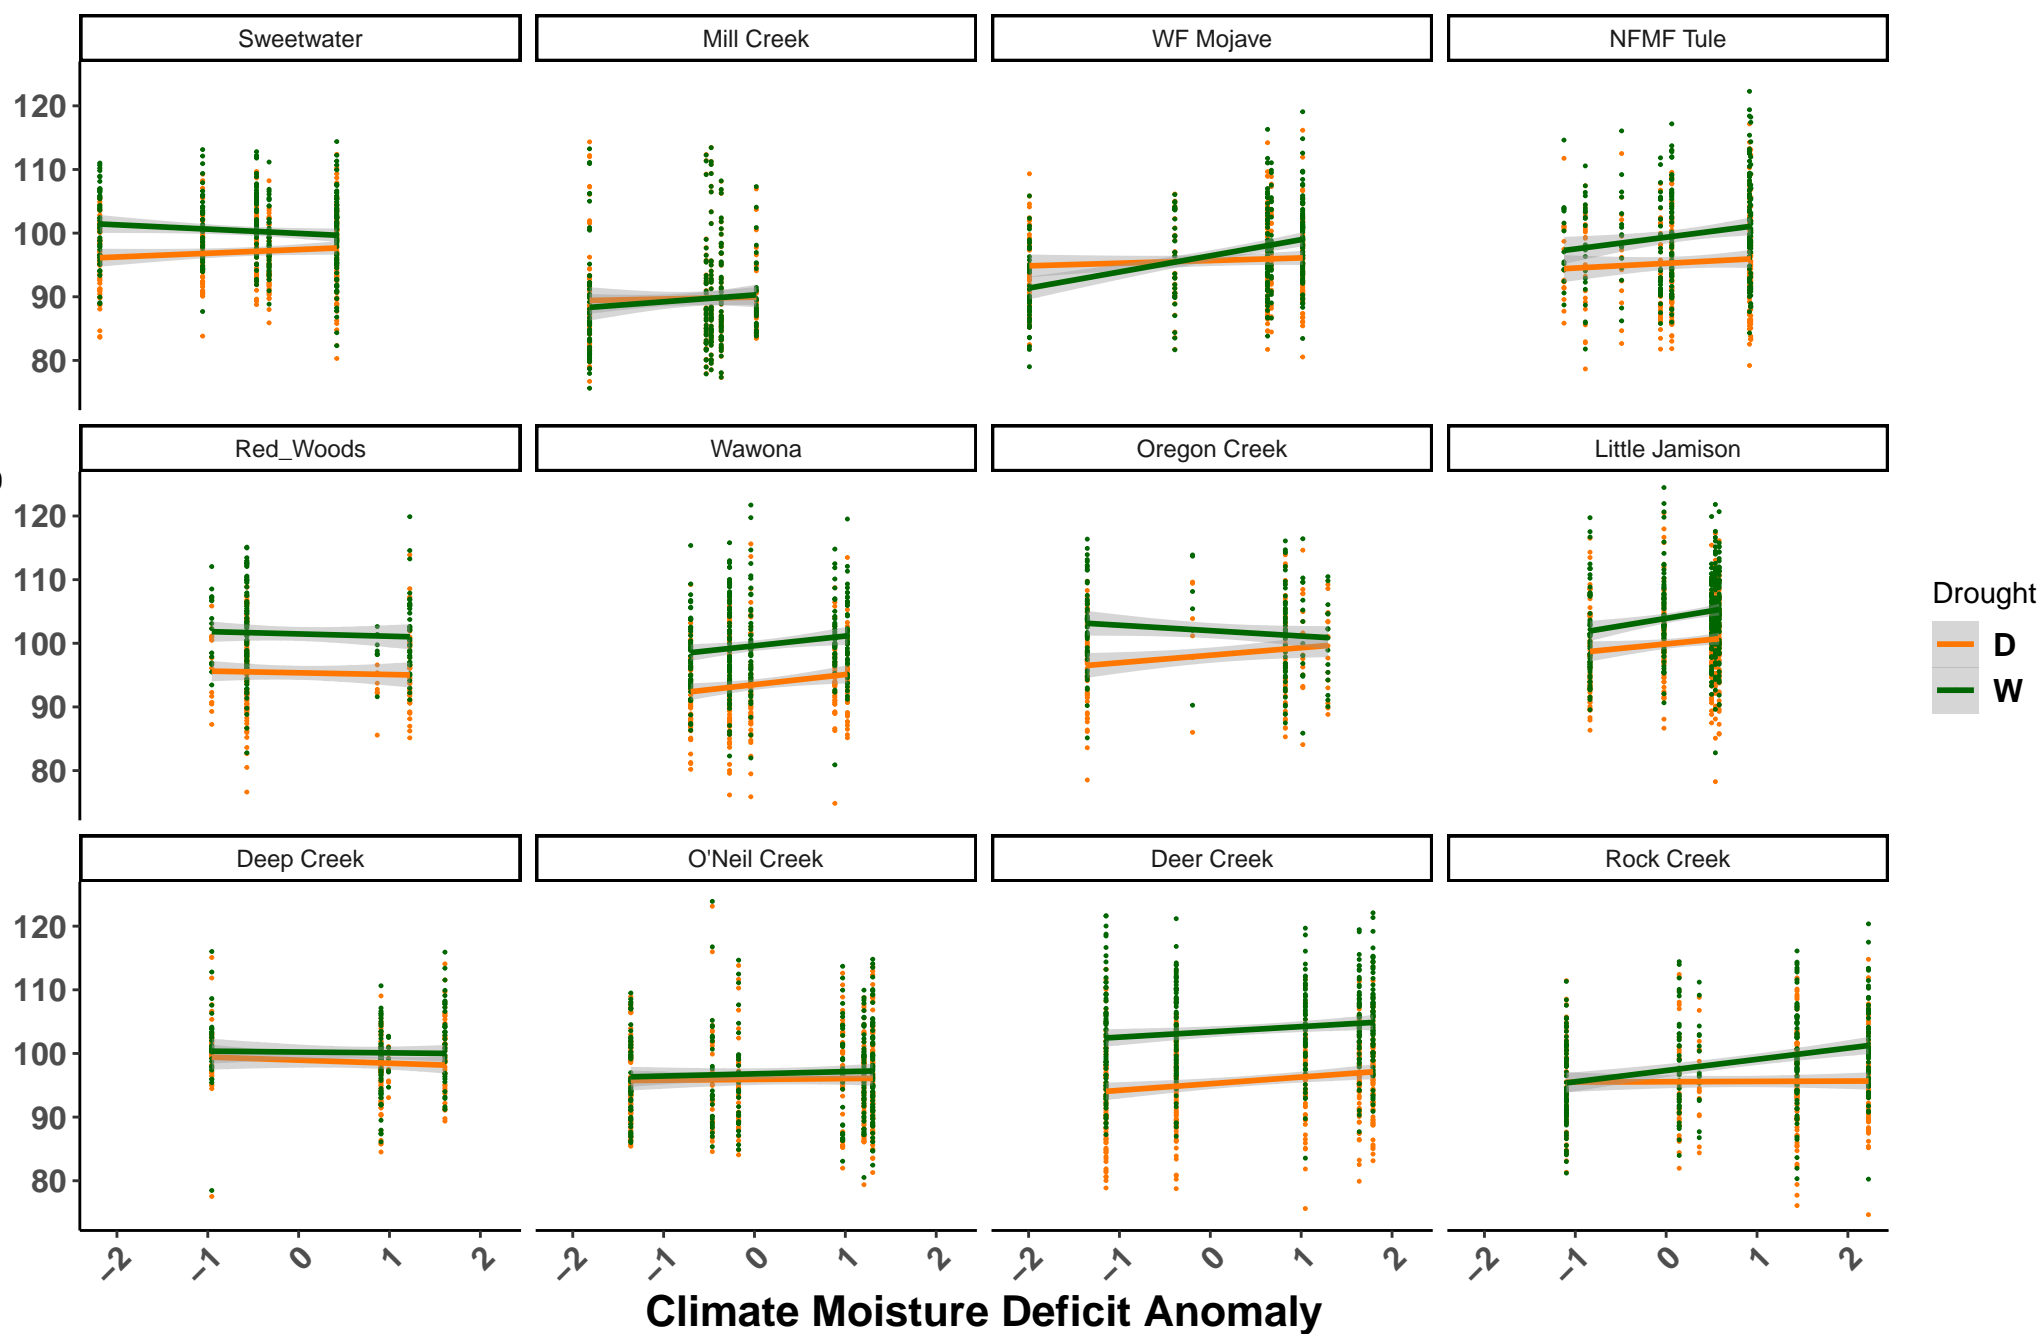 Sweetwater Mill Creek WF Mojave NFMF Tule
120
110
100
90
80
Red_Woods Wawona Oregon Creek Little Jamison
120
110
100
90
80
Drought
D
W
Deep Creek O'Neil Creek Deer Creek Rock Creek
120
110
100
90
80
−2 −1 0 1 2 −2 −1 0 1 2 −2 −1 0 1 2 −2 −1 0 1 2
Climate Moisture Deficit Anomaly